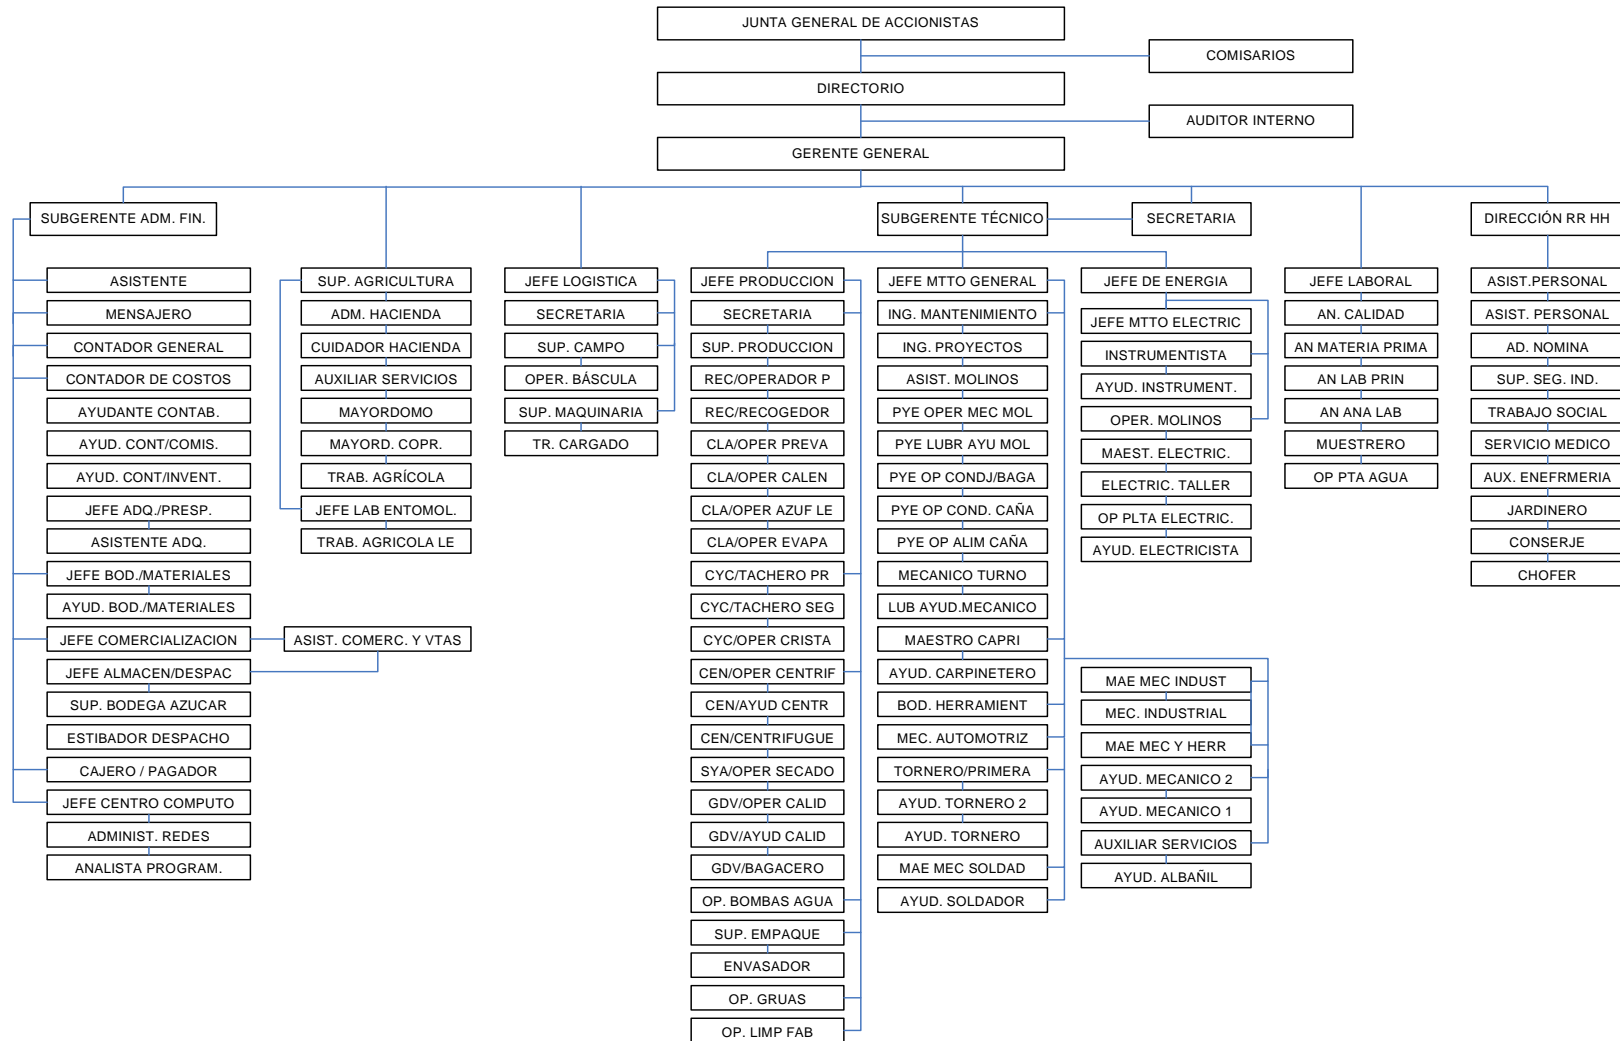 JUNTA GENERAL DE ACCIONISTAS
COMISARIOS
DIRECTORIO
AUDITOR INTERNO
GERENTE GENERAL
SUBGERENTE ADM. FIN.
SUBGERENTE TÉCNICO
SECRETARIA
DIRECCIÓN RR HH
ASISTENTE
MENSAJERO
CONTADOR GENERAL
CONTADOR DE COSTOS
AYUDANTE CONTAB.
AYUD. CONT/COMIS.
AYUD. CONT/INVENT.
JEFE ADQ./PRESP.
ASISTENTE ADQ.
JEFE BOD./MATERIALES
AYUD. BOD./MATERIALES
JEFE COMERCIALIZACION
ASIST. COMERC. Y VTAS
JEFE ALMACEN/DESPAC
SUP. BODEGA AZUCAR
ESTIBADOR DESPACHO
CAJERO / PAGADOR
JEFE CENTRO COMPUTO
ADMINIST. REDES
ANALISTA PROGRAM.
SUP. AGRICULTURA
ADM. HACIENDA
CUIDADOR HACIENDA
AUXILIAR SERVICIOS
MAYORDOMO
MAYORD. COPR.
TRAB. AGRÍCOLA
JEFE LAB ENTOMOL.
TRAB. AGRICOLA LE
JEFE LOGISTICA
SECRETARIA
SUP. CAMPO
OPER. BÁSCULA
SUP. MAQUINARIA
TR. CARGADO
JEFE PRODUCCION
SECRETARIA
SUP. PRODUCCION
REC/OPERADOR P
REC/RECOGEDOR
CLA/OPER PREVA
CLA/OPER CALEN
CLA/OPER AZUF LE
CLA/OPER EVAPA
CYC/TACHERO PR
CYC/TACHERO SEG
CYC/OPER CRISTA
CEN/OPER CENTRIF
CEN/AYUD CENTR
CEN/CENTRIFUGUE
SYA/OPER SECADO
GDV/OPER CALID
GDV/AYUD CALID
GDV/BAGACERO
OP. BOMBAS AGUA
SUP. EMPAQUE
ENVASADOR
OP. GRUAS
OP. LIMP FAB
JEFE MTTO GENERAL
ING. MANTENIMIENTO
ING. PROYECTOS
ASIST. MOLINOS
PYE OPER MEC MOL
PYE LUBR AYU MOL
PYE OP CONDJ/BAGA
PYE OP COND. CAÑA
PYE OP ALIM CAÑA
MECANICO TURNO
LUB AYUD.MECANICO
MAESTRO CAPRI
AYUD. CARPINETERO
BOD. HERRAMIENT
MEC. AUTOMOTRIZ
TORNERO/PRIMERA
AYUD. TORNERO 2
AYUD. TORNERO
MAE MEC SOLDAD
AYUD. SOLDADOR
JEFE DE ENERGIA
JEFE MTTO ELECTRIC
INSTRUMENTISTA
AYUD. INSTRUMENT.
OPER. MOLINOS
MAEST. ELECTRIC.
ELECTRIC. TALLER
OP PLTA ELECTRIC.
AYUD. ELECTRICISTA
MAE MEC INDUST
MEC. INDUSTRIAL
MAE MEC Y HERR
AYUD. MECANICO 2
AYUD. MECANICO 1
AUXILIAR SERVICIOS
AYUD. ALBAÑIL
JEFE LABORAL
AN. CALIDAD
AN MATERIA PRIMA
AN LAB PRIN
AN ANA LAB
MUESTRERO
OP PTA AGUA
ASIST.PERSONAL
ASIST. PERSONAL
AD. NOMINA
SUP. SEG. IND.
TRABAJO SOCIAL
SERVICIO MEDICO
AUX. ENEFRMERIA
JARDINERO
CONSERJE
CHOFER